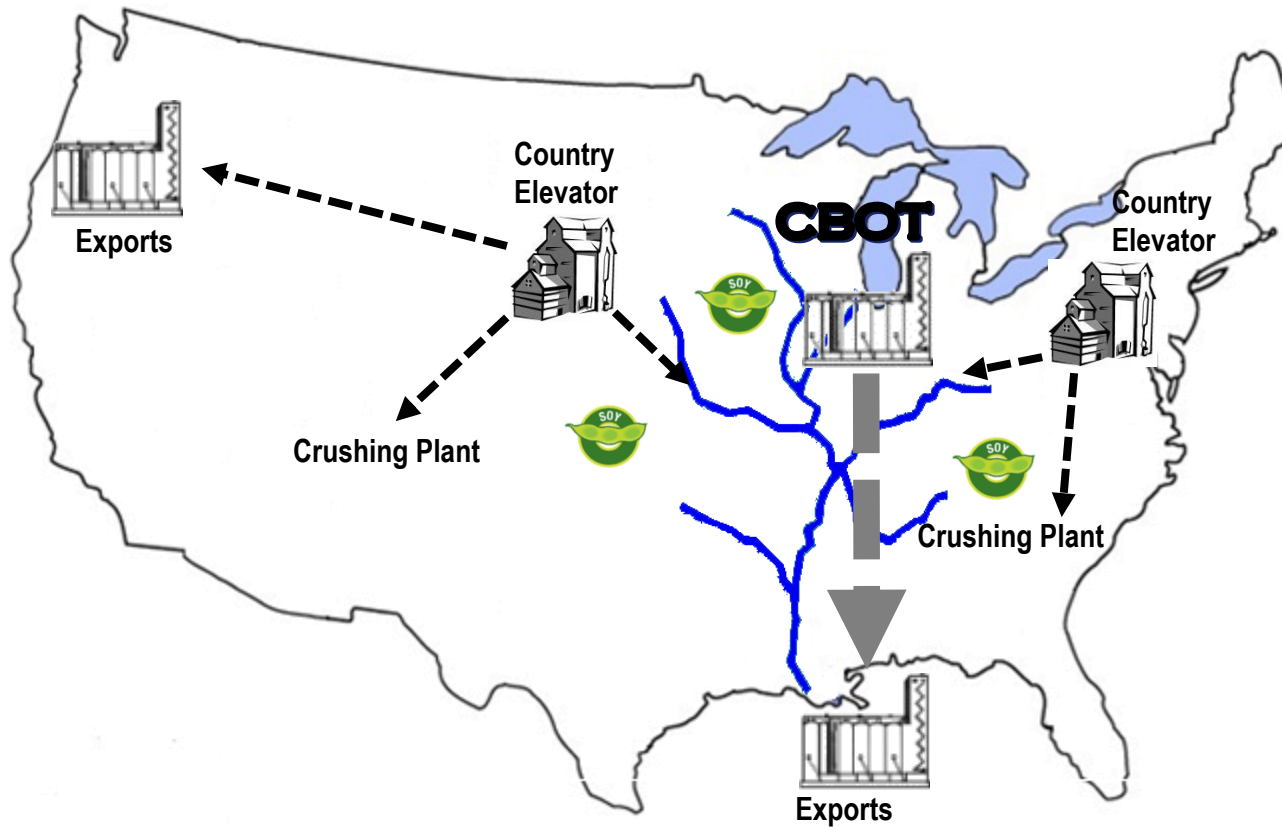 Country
Elevator
Exports
CBOT
Country
Elevator
SOY
SOY
SOY
Crushing Plant
Crushing Plant
Exports